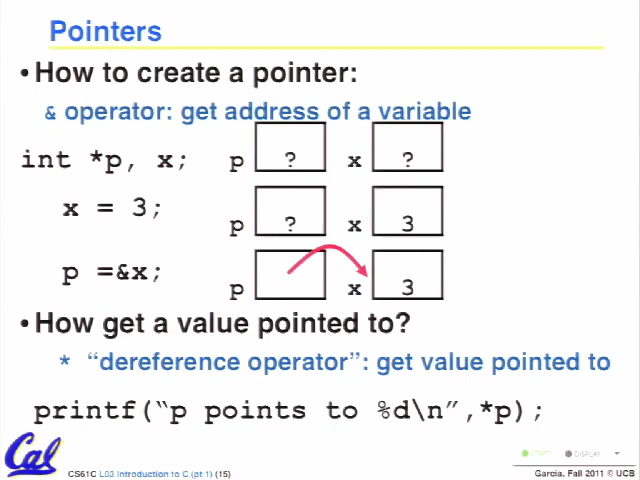 Pointers
• How to create a pointer:
& operator: get address of a variable
int *p, x; p ? x ?
x = 3; p ? x 3
p =&x; p x 3
• How get a value pointed to?
* “dereference operator”: get value pointed to
printf(“p points to %d\n”,*p);
Cal
START DISPLAY
CS61C L03 Introduction to C (pt 1) (15)
Garcia, Fall 2011 © UCB